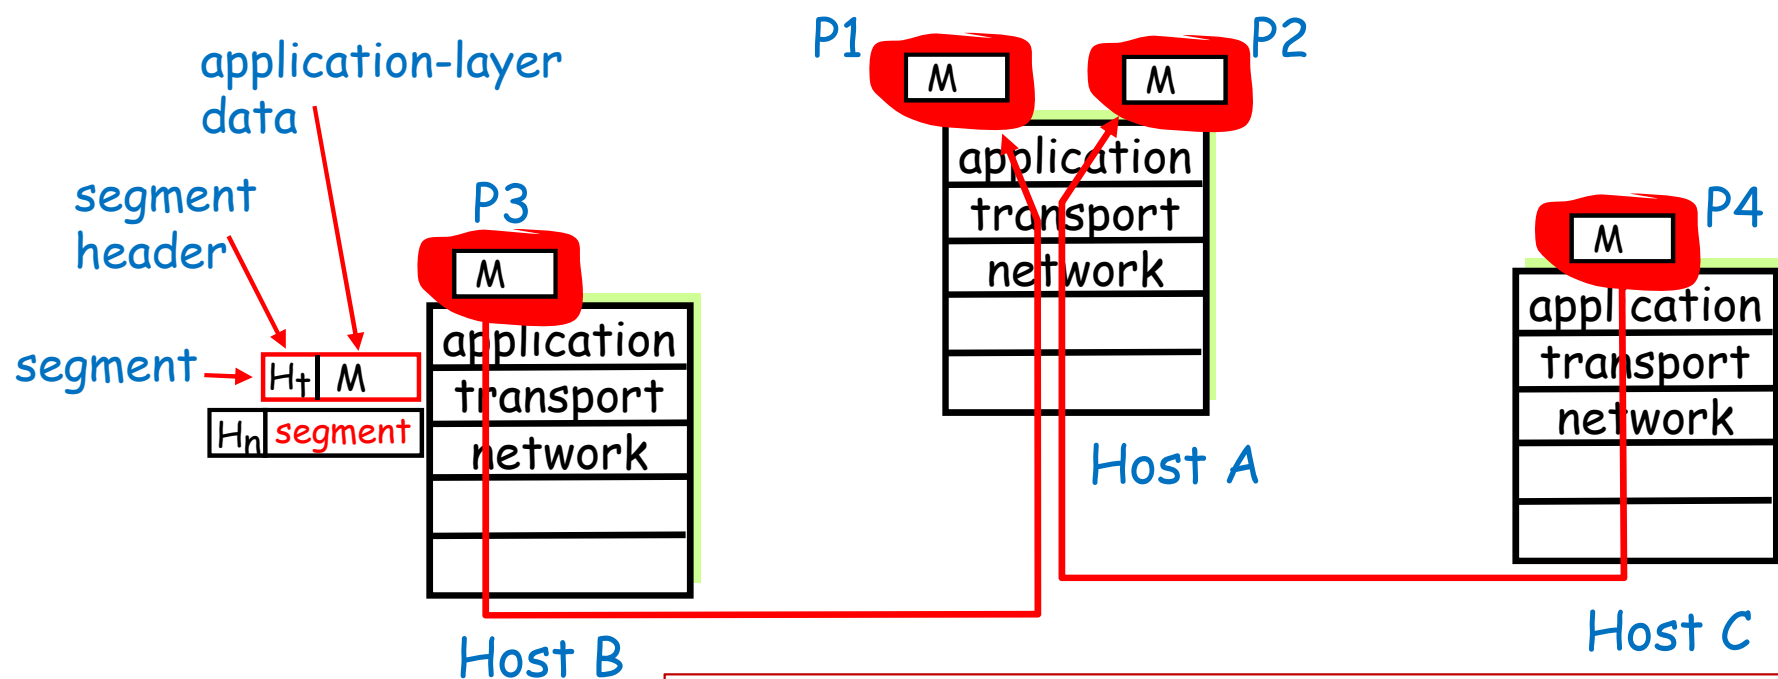 application-layer
data
segment
header
segment
Ht M
Hn segment
P3
M
application
transport
network
Host B
P1
M
P2
M
application
transport
network
Host A
P4
M
application
transport
network
Host C